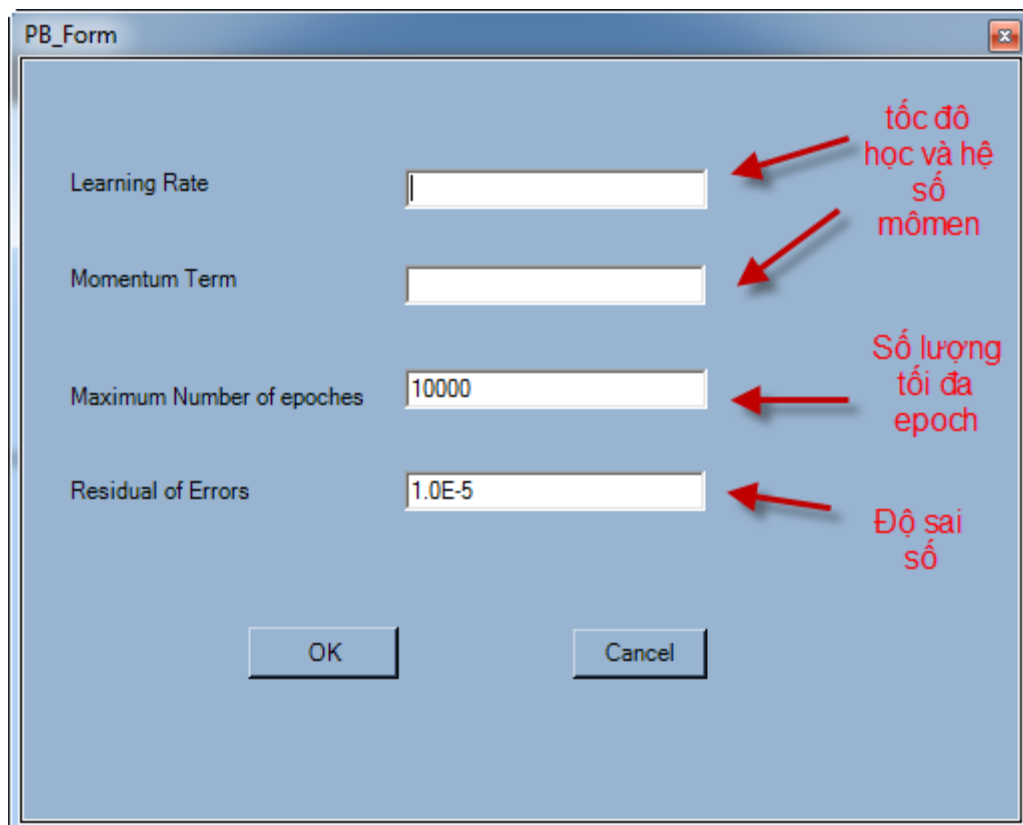 PB_Form
Learning Rate
Momentum Term
Maximum Number of epoches
10000
Residual of Errors
1.0E-5
OK
Cancel
tốc đô
học và hệ
số
mômen
Số lượng
tối đa
epoch
Độ sai
số